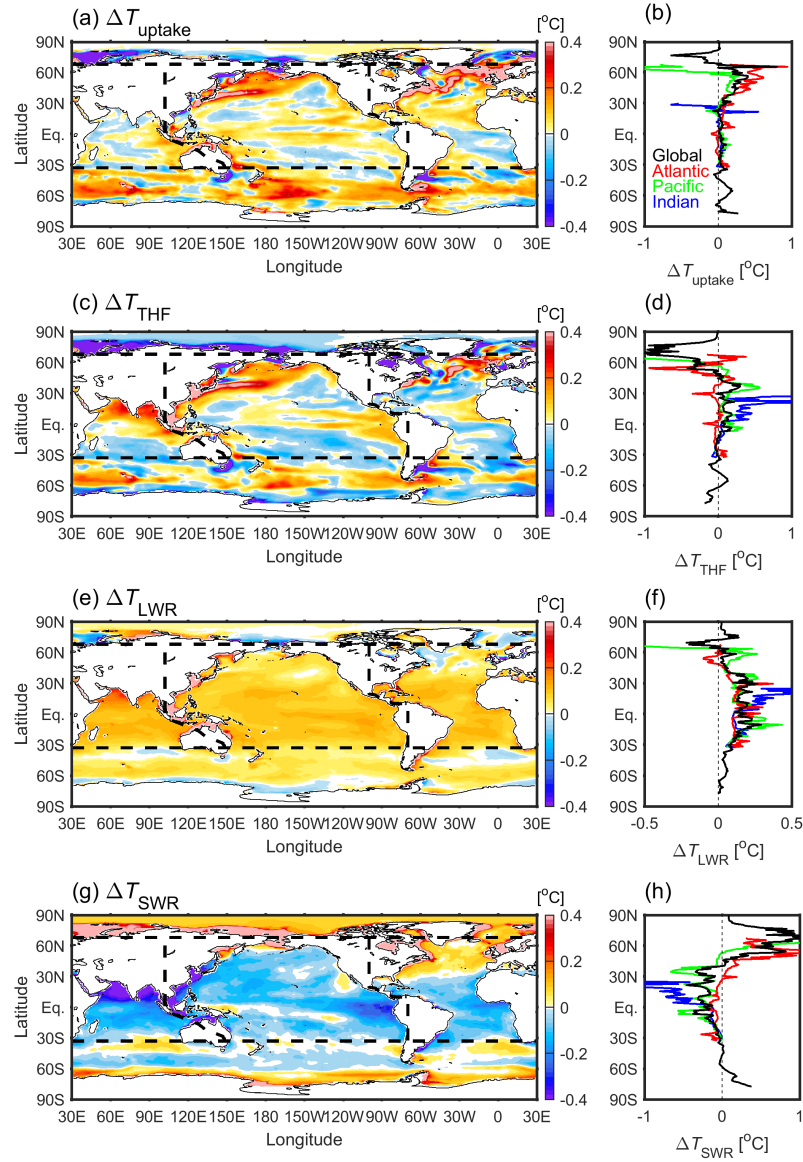 (a) ΔT_uptake
[°C]
(b)
90N
60N
30N
Eq.
30S
60S
90S
Latitude
30E 60E 90E 120E 150E 180 150W 120W 90W 60W 30W 0 30E
Longitude
0.4
0.2
0
-0.2
-0.4
90N
60N
30N
Eq.
30S
60S
90S
Global
Atlantic
Pacific
Indian
-1 0 1
ΔT_uptake [°C]
(c) ΔT_THF
[°C]
(d)
90N
60N
30N
Eq.
30S
60S
90S
Latitude
30E 60E 90E 120E 150E 180 150W 120W 90W 60W 30W 0 30E
Longitude
0.4
0.2
0
-0.2
-0.4
90N
60N
30N
Eq.
30S
60S
90S
-1 0 1
ΔT_THF [°C]
(e) ΔT_LWR
[°C]
(f)
90N
60N
30N
Eq.
30S
60S
90S
Latitude
30E 60E 90E 120E 150E 180 150W 120W 90W 60W 30W 0 30E
Longitude
0.4
0.2
0
-0.2
-0.4
90N
60N
30N
Eq.
30S
60S
90S
-0.5 0 0.5
ΔT_LWR [°C]
(g) ΔT_SWR
[°C]
(h)
90N
60N
30N
Eq.
30S
60S
90S
Latitude
30E 60E 90E 120E 150E 180 150W 120W 90W 60W 30W 0 30E
Longitude
0.4
0.2
0
-0.2
-0.4
90N
60N
30N
Eq.
30S
60S
90S
-1 0 1
ΔT_SWR [°C]